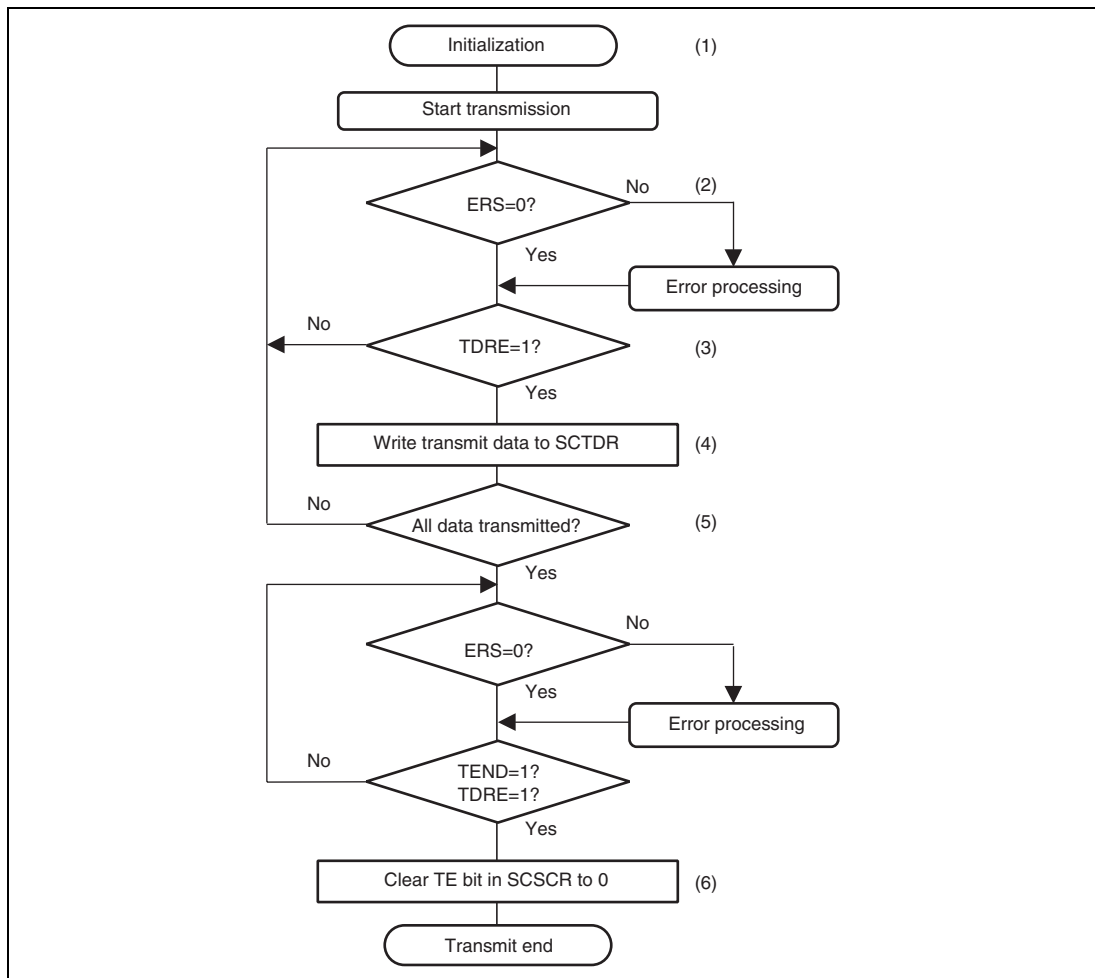 Initialization (1)
Start transmission
No (2)
ERS=0?
Yes
Error processing
No
TDRE=1? (3)
Yes
Write transmit data to SCTDR (4)
No
All data transmitted? (5)
Yes
No
ERS=0?
Yes
Error processing
No
TEND=1?
TDRE=1?
Yes
Clear TE bit in SCSCR to 0 (6)
Transmit end